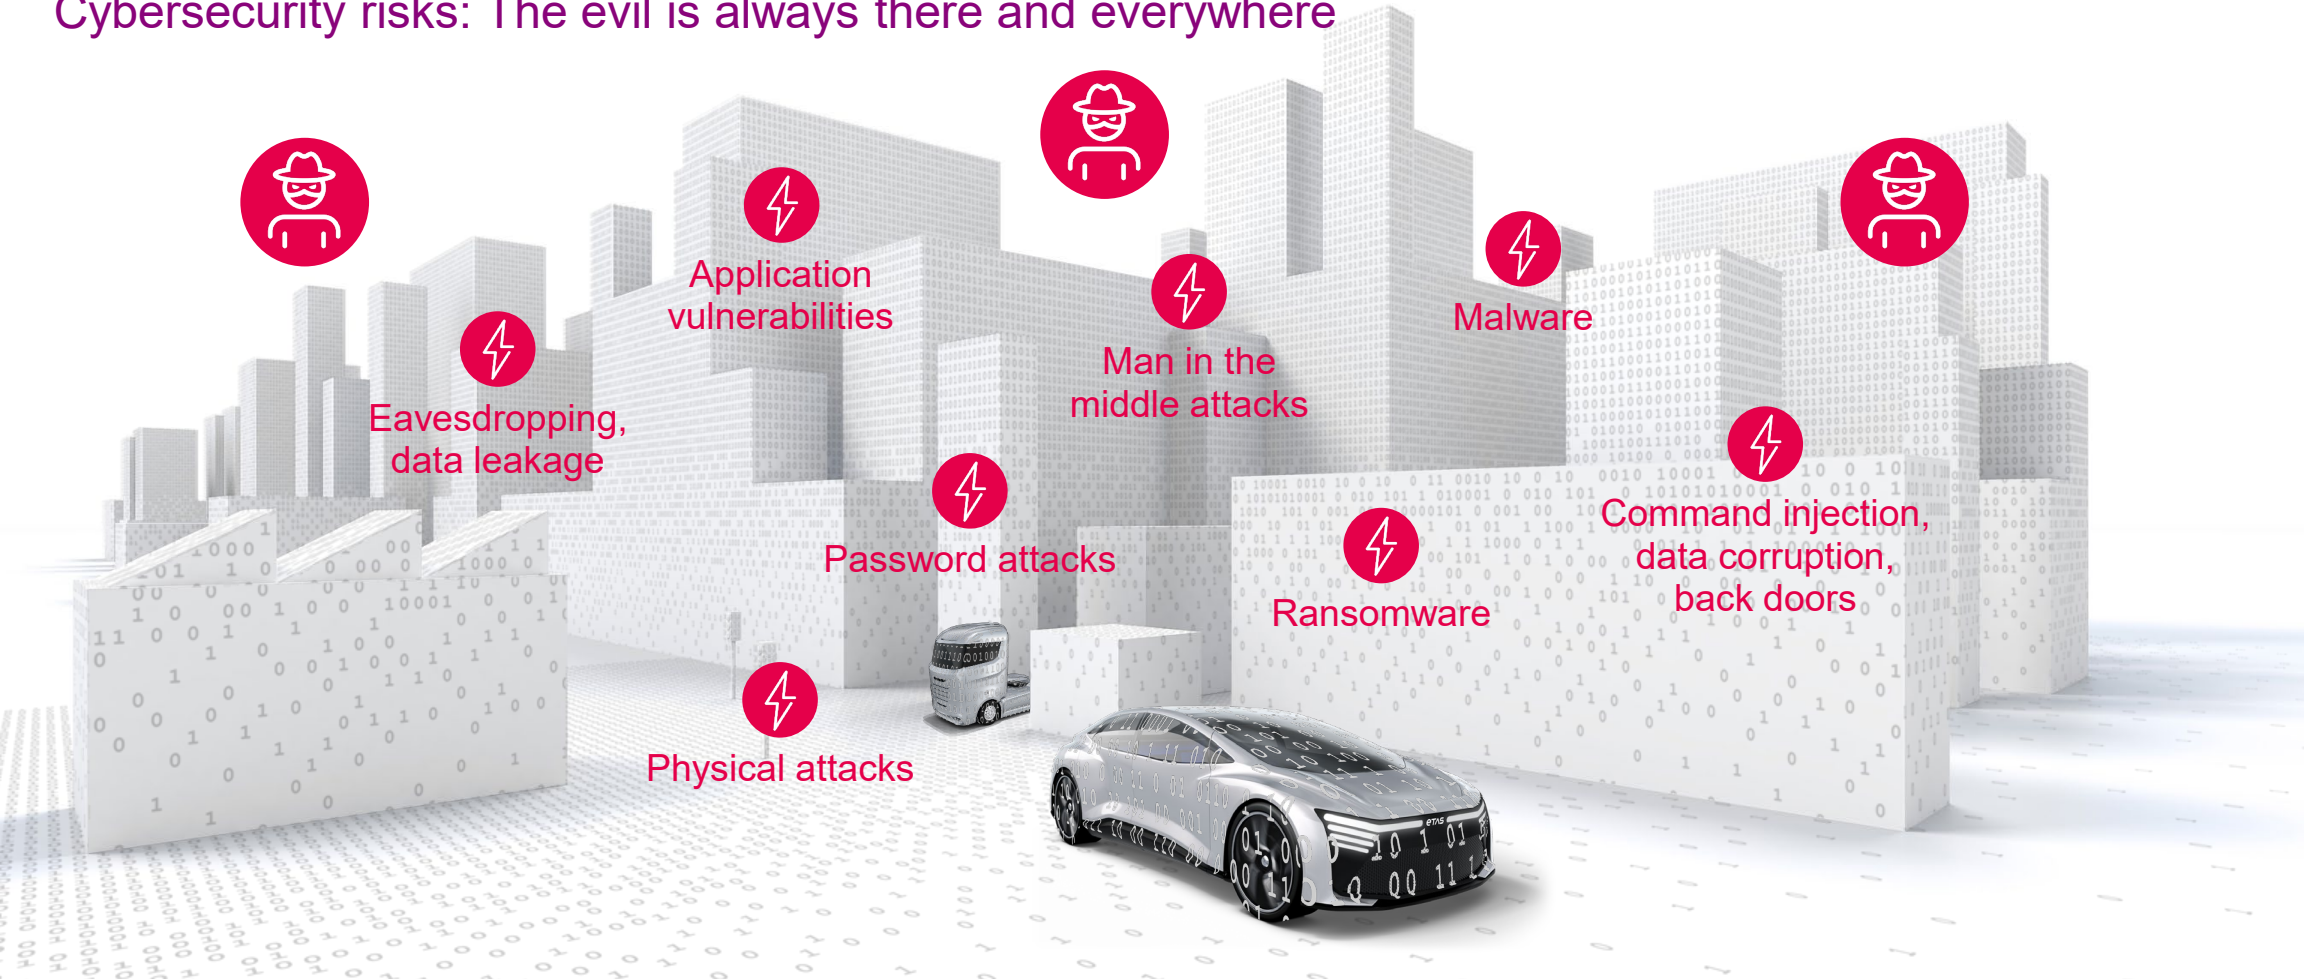 Cybersecurity risks: The evil is always there and everywhere
Application
vulnerabilities
Malware
Man in the
middle attacks
Eavesdropping,
data leakage
Password attacks
Command injection,
data corruption,
back doors
Ransomware
Physical attacks
eTAS